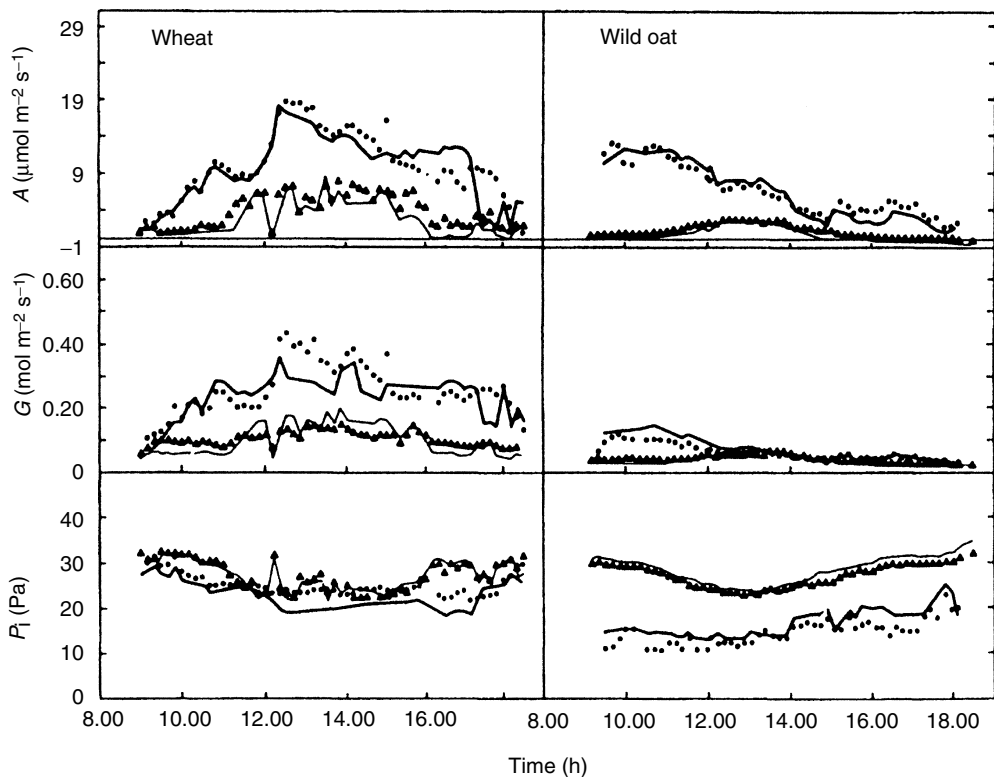 Wheat
Wild oat
A (μmol m⁻² s⁻¹)
29
19
9
−1
G (mol m⁻² s⁻¹)
0.60
0.40
0.20
0
Pi (Pa)
40
30
20
10
0
8.00 10.00 12.00 14.00 16.00 8.00 10.00 12.00 14.00 16.00 18.00
Time (h)